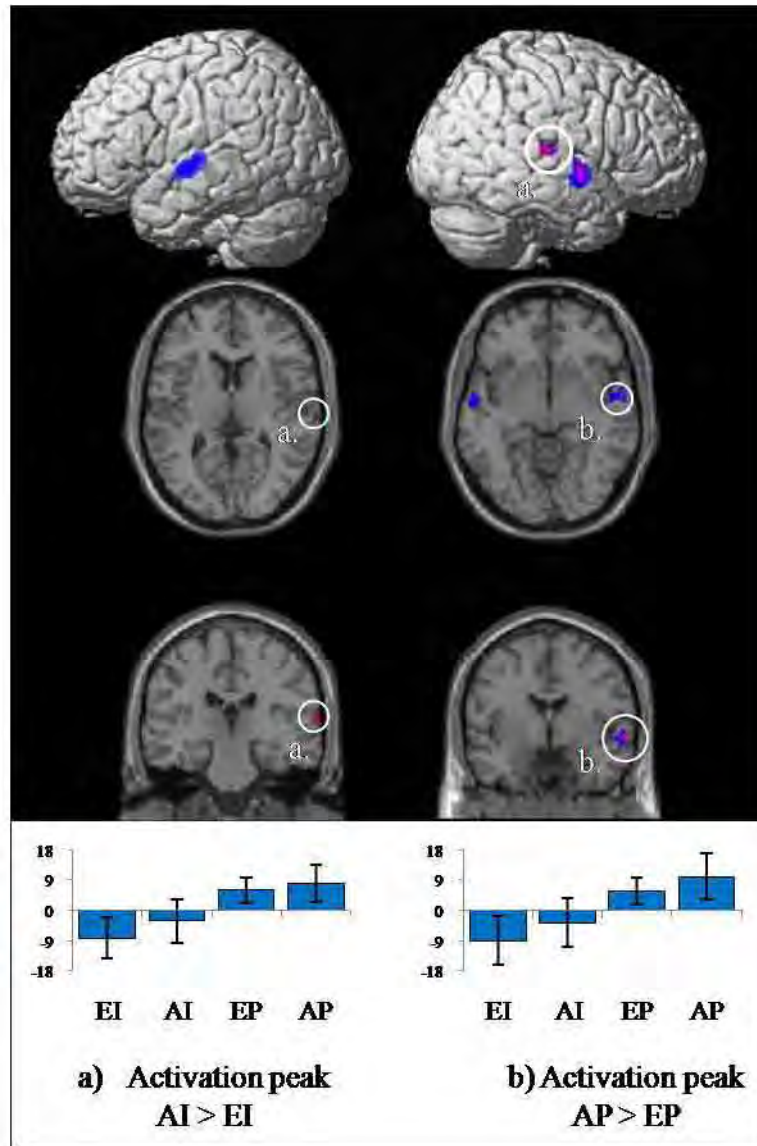 a.
a.
b.
a.
b.
18
9
0
-9
-18
EI AI EP AP
18
9
0
-9
-18
EI AI EP AP
a) Activation peak
AI > EI
b) Activation peak
AP > EP